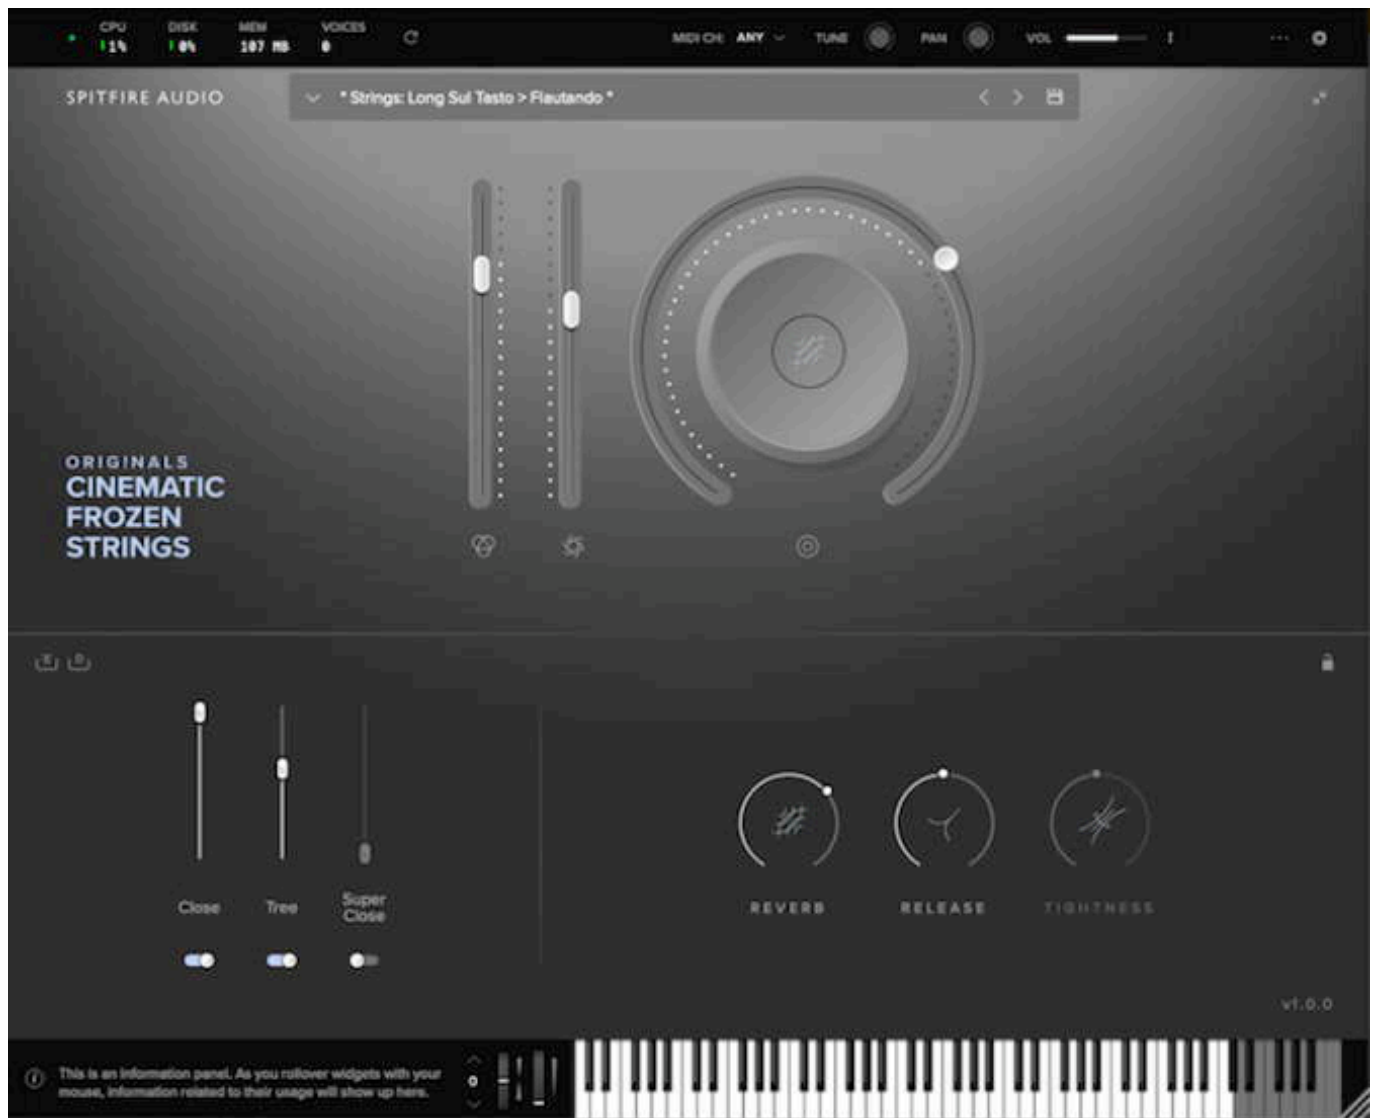 CPU DISK MEM VOICES
1% 0% 107 MB 0
MIDI CH: ANY TUNE PAN VOL
SPITFIRE AUDIO
* Strings: Long Sul Tasto > Flautando *
ORIGINALS
CINEMATIC
FROZEN
STRINGS
Close Tree Super
Close
REVERB RELEASE TIGHTNESS
v1.0.0
This is an information panel. As you rollover widgets with your
mouse, information related to their usage will show up here.
0